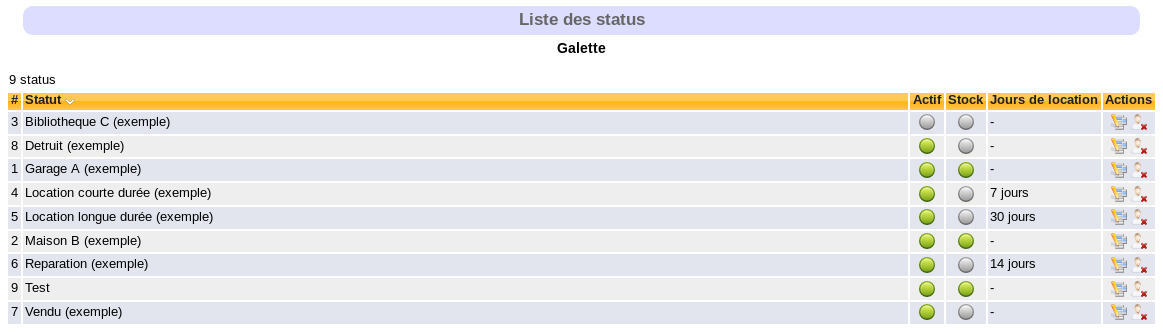 Liste des status
Galette
9 status
# Statut Actif Stock Jours de location Actions
3 Bibliotheque C (exemple) -
8 Detruit (exemple) -
1 Garage A (exemple) -
4 Location courte durée (exemple) 7 jours
5 Location longue durée (exemple) 30 jours
2 Maison B (exemple) -
6 Reparation (exemple) 14 jours
9 Test -
7 Vendu (exemple) -